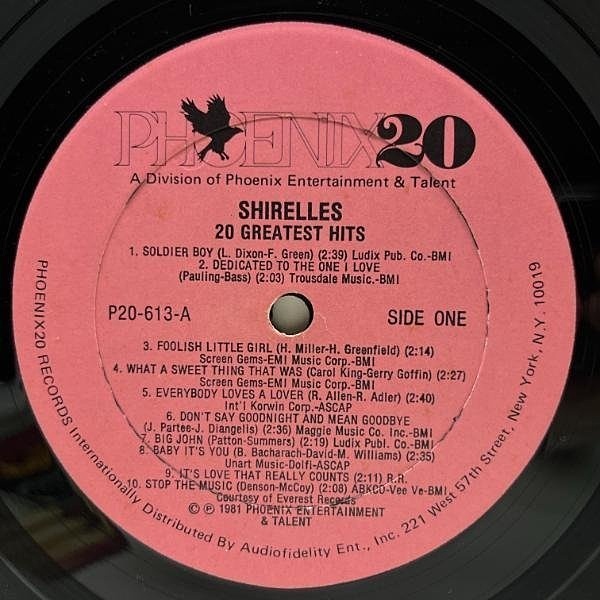 PHOENIX 20
A Division of Phoenix Entertainment & Talent
SHIRELLES
20 GREATEST HITS
1. SOLDIER BOY (L. Dixon-F. Green) (2:39) Ludix Pub. Co.-BMI
2. DEDICATED TO THE ONE I LOVE
(Pauling-Bass) (2:03) Trousdale Music.-BMI
P20-613-A
SIDE ONE
3. FOOLISH LITTLE GIRL (H. Miller-H. Greenfield) (2:14)
Screen Gems-EMI Music Corp.-BMI
4. WHAT A SWEET THING THAT WAS (Carol King-Gerry Goffin) (2:27)
Screen Gems-EMI Music Corp.-BMI
5. EVERYBODY LOVES A LOVER (R. Allen-R. Adler) (2:40)
Int'l Korwin Corp.-ASCAP
6. DON'T SAY GOODNIGHT AND MEAN GOODBYE
(J. Partee-J. Diangelis) (2:36) Maggie Music Co. Inc.-BMI
7. BIG JOHN (Patton-Summers) (2:19) Ludix Publ. Co.-BMI
8. BABY IT'S YOU (B. Bacharach-David-M. Williams) (2:35)
Unart Music-Dolfi-ASCAP
9. IT'S LOVE THAT REALLY COUNTS (2:11) R.R.
10. STOP THE MUSIC (Denson-McCoy) (2:08) ABKCO-Vee Ve-BMI
Courtesy of Everest Records
© ℗ 1981 PHOENIX ENTERTAINMENT
& TALENT
PHOENIX20 RECORDS Internationally Distributed By Audiofidelity Ent., Inc. 221 West 57th Street, New York, N.Y. 10019